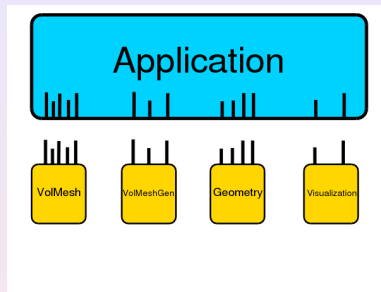 Application
VolMesh
VolMeshGen
Geometry
Visualization